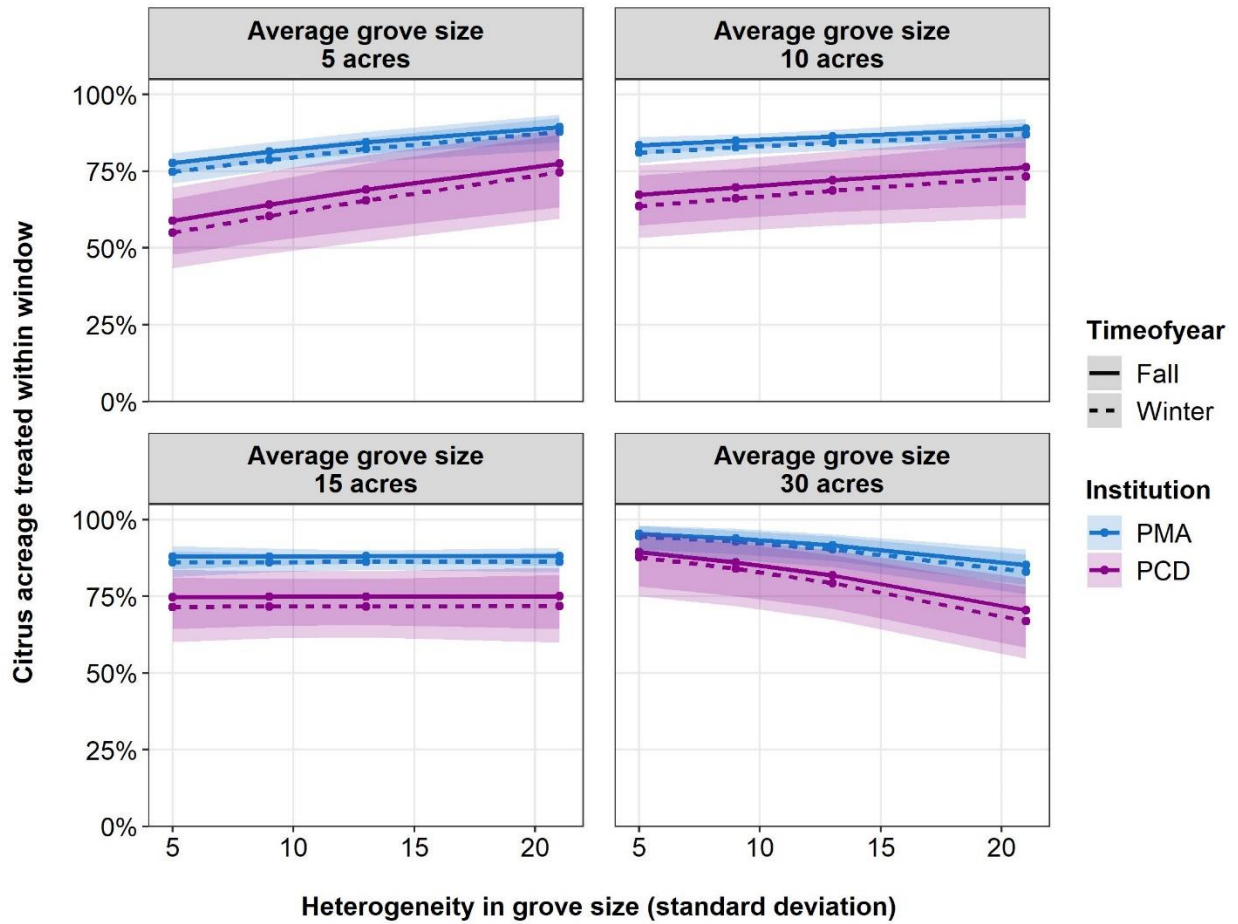 Average grove size
5 acres
Average grove size
10 acres
100%
75%
50%
25%
0%
Citrus acreage treated within window
Average grove size
15 acres
Average grove size
30 acres
100%
75%
50%
25%
0%
5 10 15 20
5 10 15 20
Heterogeneity in grove size (standard deviation)
Timeofyear
Fall
Winter
Institution
PMA
PCD